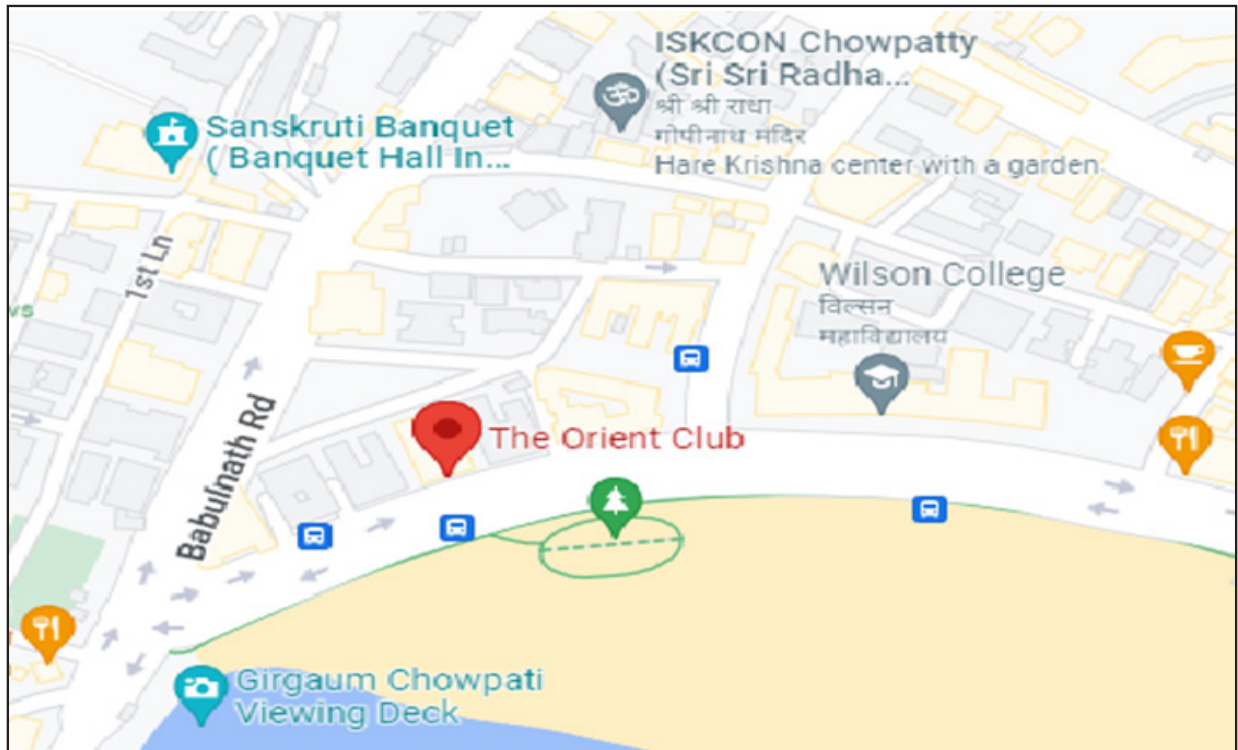 ISKCON Chowpatty
(Sri Sri Radha...
श्री श्री राधा
गोपीनाथ मंदिर
Hare Krishna center with a garden
Sanskruti Banquet
( Banquet Hall In...
1st Ln
Wilson College
विल्सन
महाविद्यालय
ws
Babulnath Rd
The Orient Club
Girgaum Chowpati
Viewing Deck